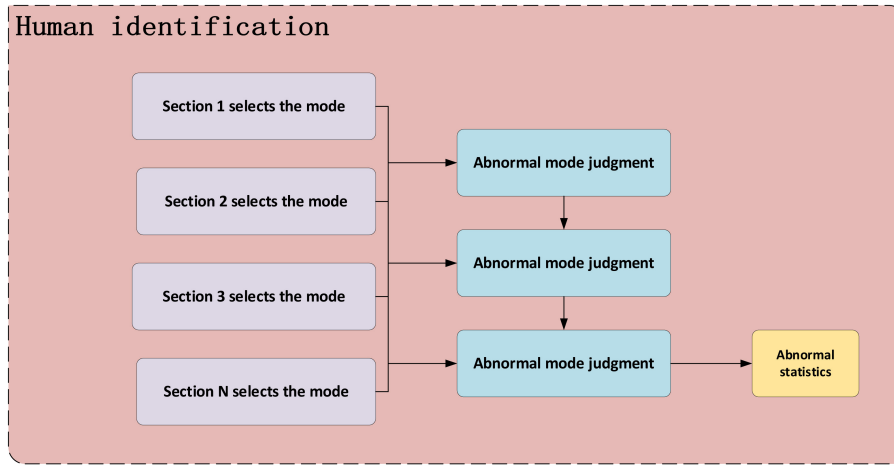 Human identification
Section 1 selects the mode
Section 2 selects the mode
Section 3 selects the mode
Section N selects the mode
Abnormal mode judgment
Abnormal mode judgment
Abnormal mode judgment
Abnormal
statistics